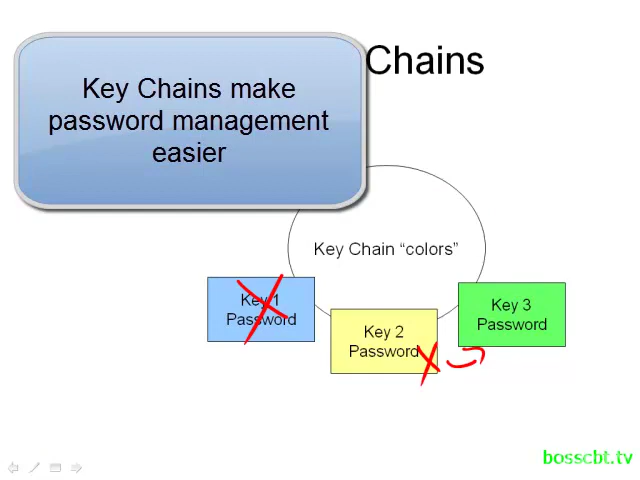 Chains
Key Chains make
password management
easier
Key Chain “colors”
Key 1
Password
Key 2
Password
Key 3
Password
bosscbt.tv